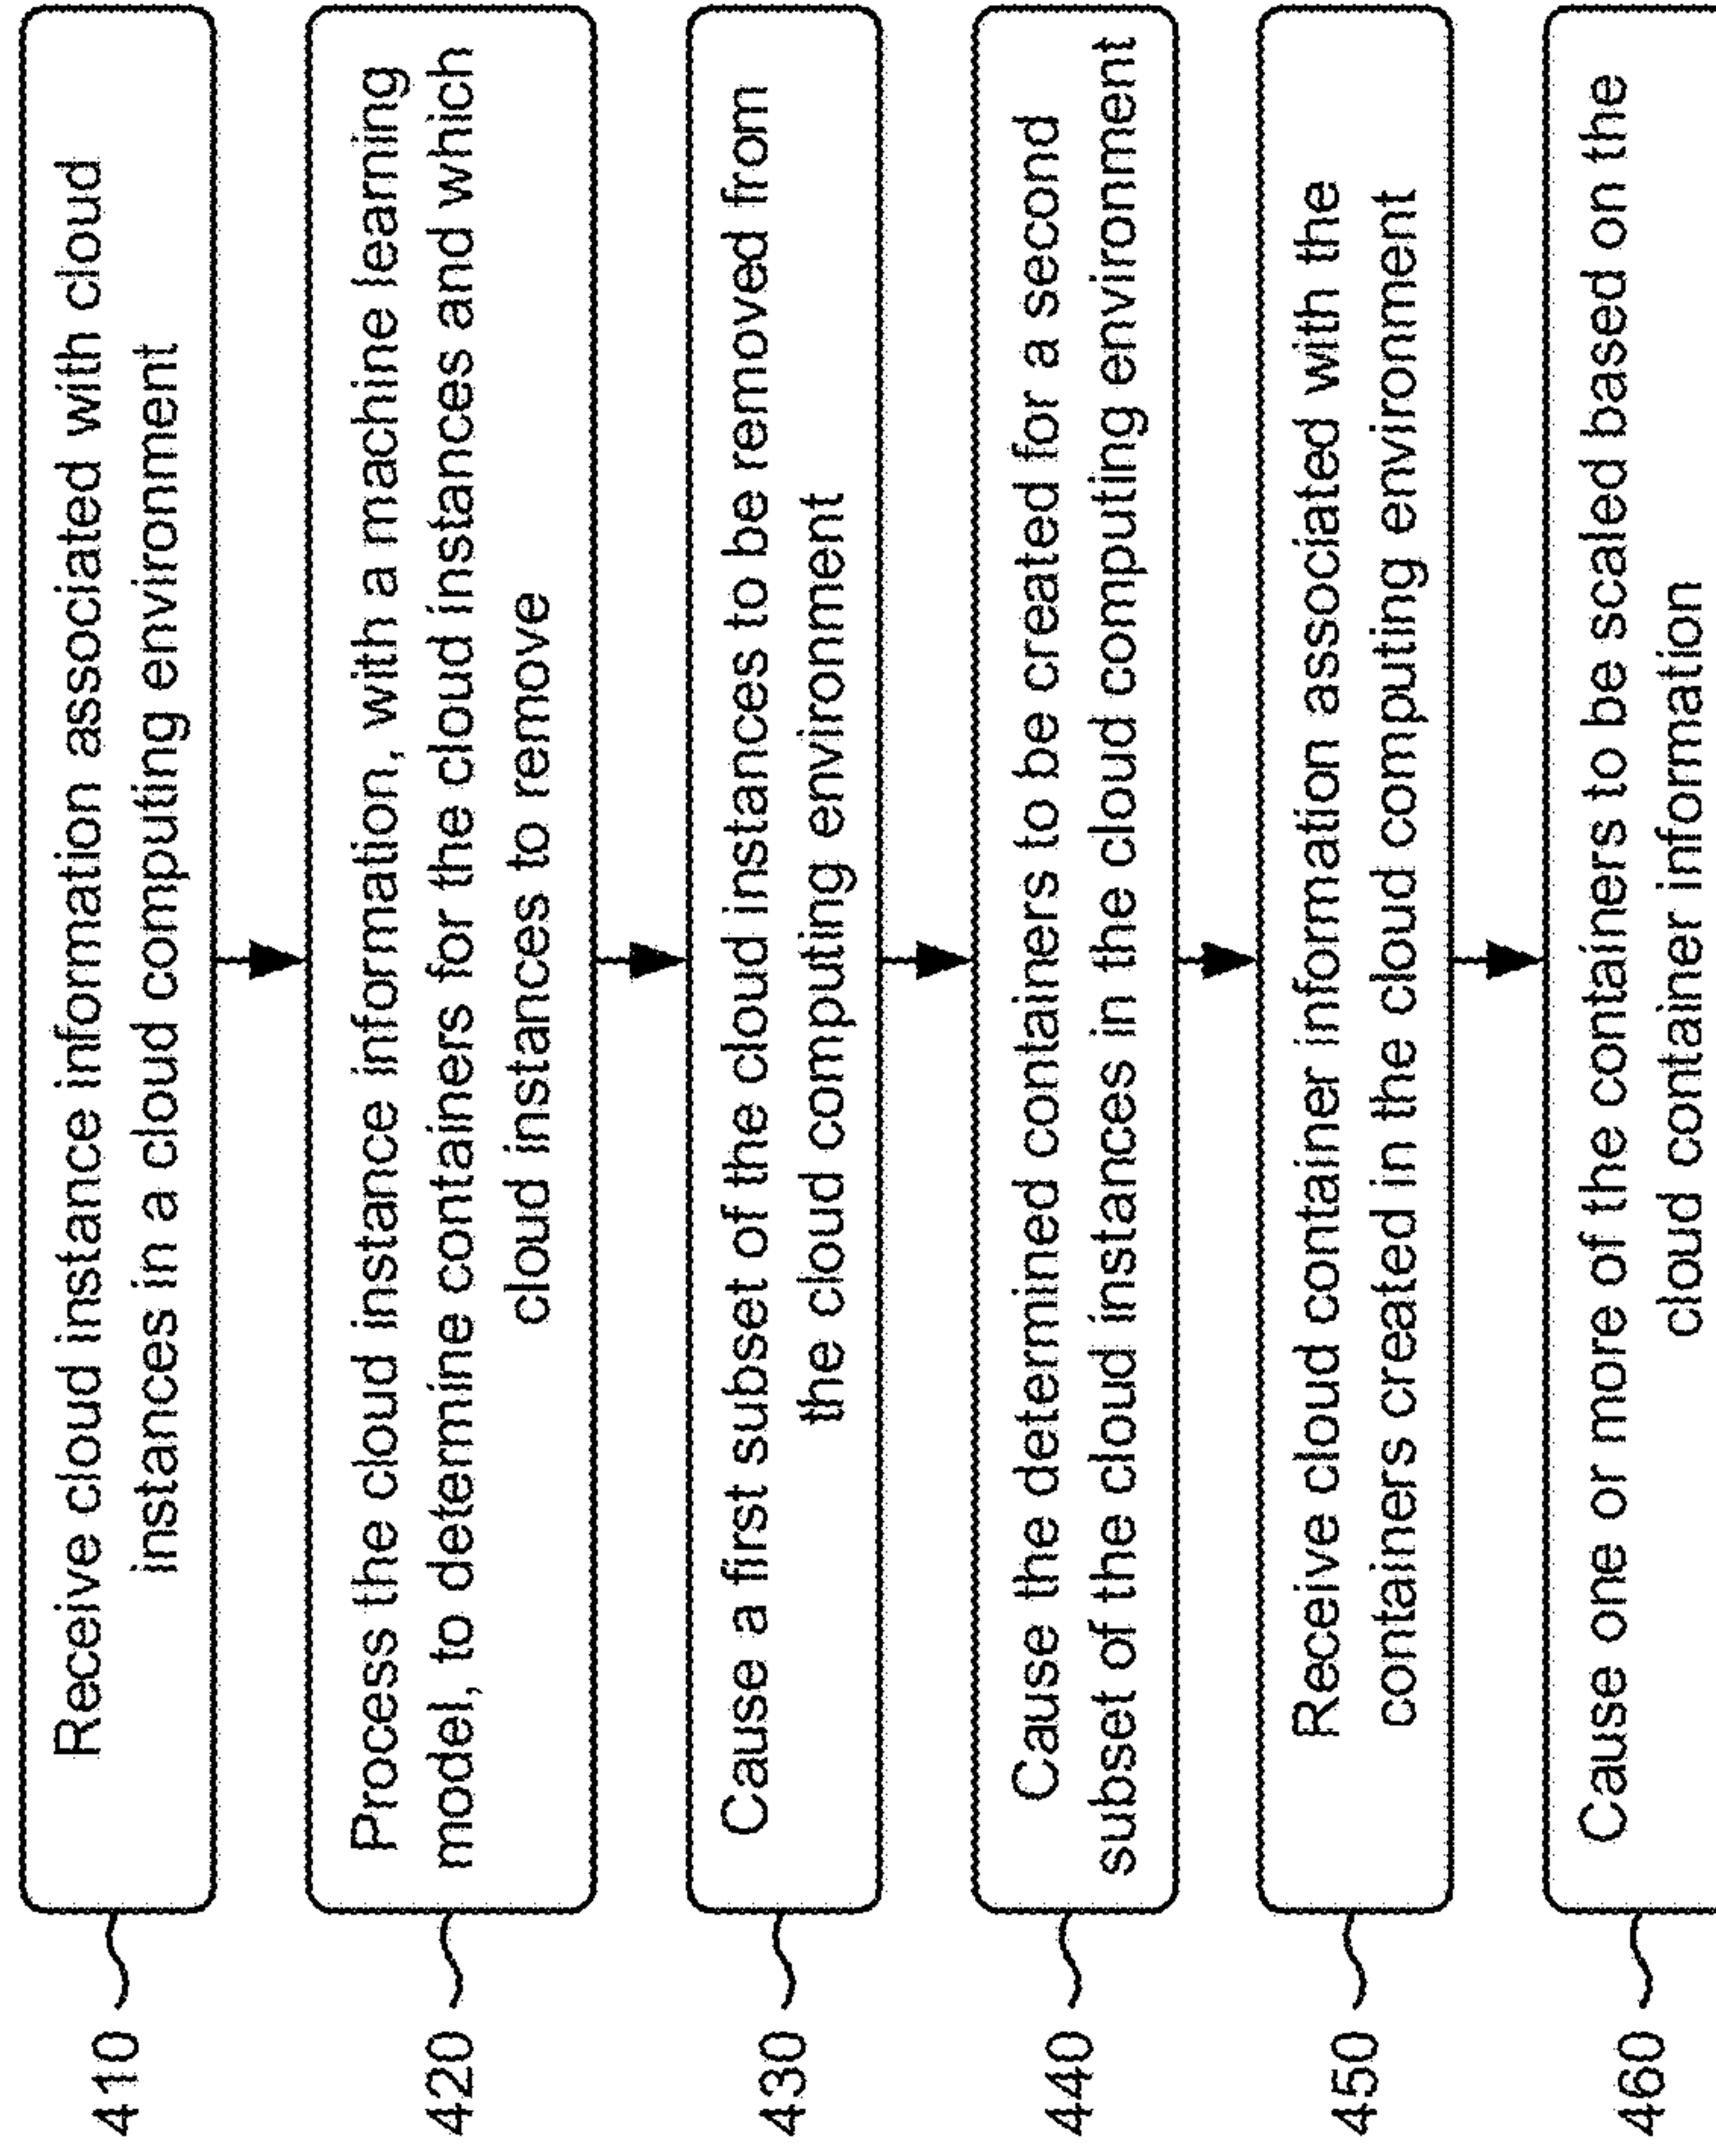 410
Receive cloud instance information associated with cloud
instances in a cloud computing environment
420
Process the cloud instance information, with a machine learning
model, to determine containers for the cloud instances and which
cloud instances to remove
430
Cause a first subset of the cloud instances to be removed from
the cloud computing environment
440
Cause the determined containers to be created for a second
subset of the cloud instances in the cloud computing environment
450
Receive cloud container information associated with the
containers created in the cloud computing environment
460
Cause one or more of the containers to be scaled based on the
cloud container information